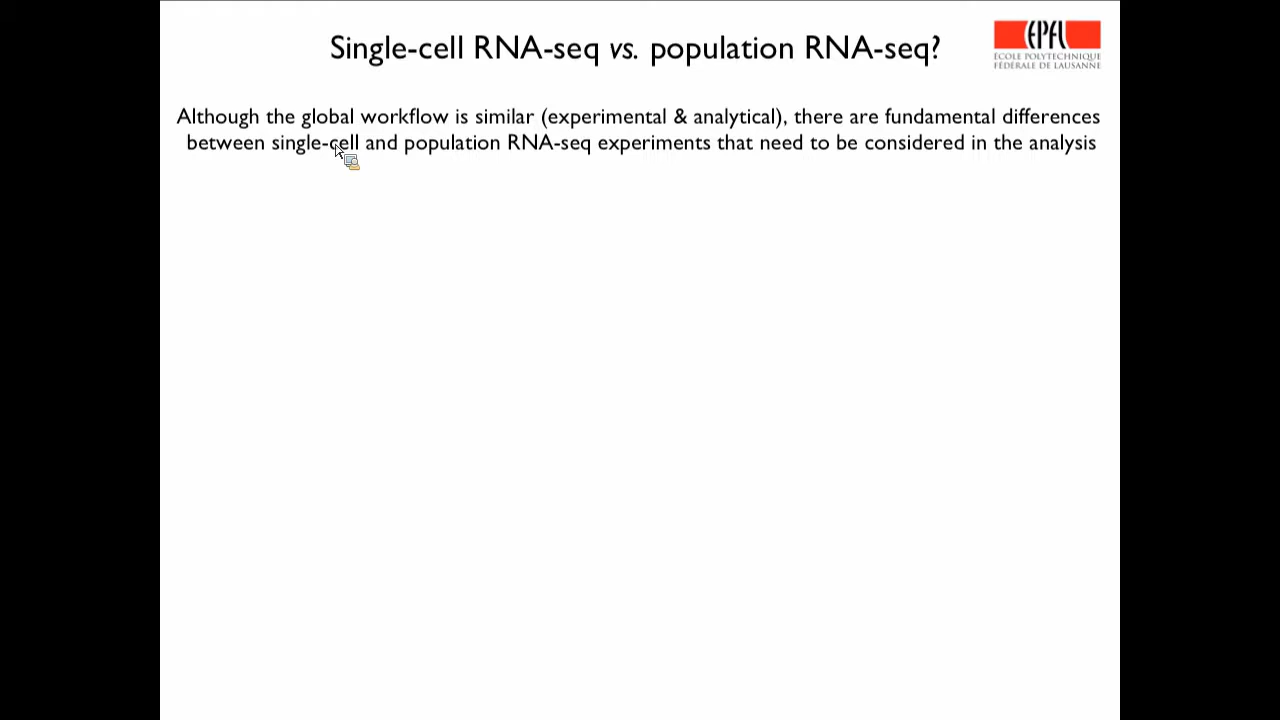 Single-cell RNA-seq vs. population RNA-seq?
EPFL
ÉCOLE POLYTECHNIQUE
FÉDÉRALE DE LAUSANNE
Although the global workflow is similar (experimental & analytical), there are fundamental differences
between single-cell and population RNA-seq experiments that need to be considered in the analysis